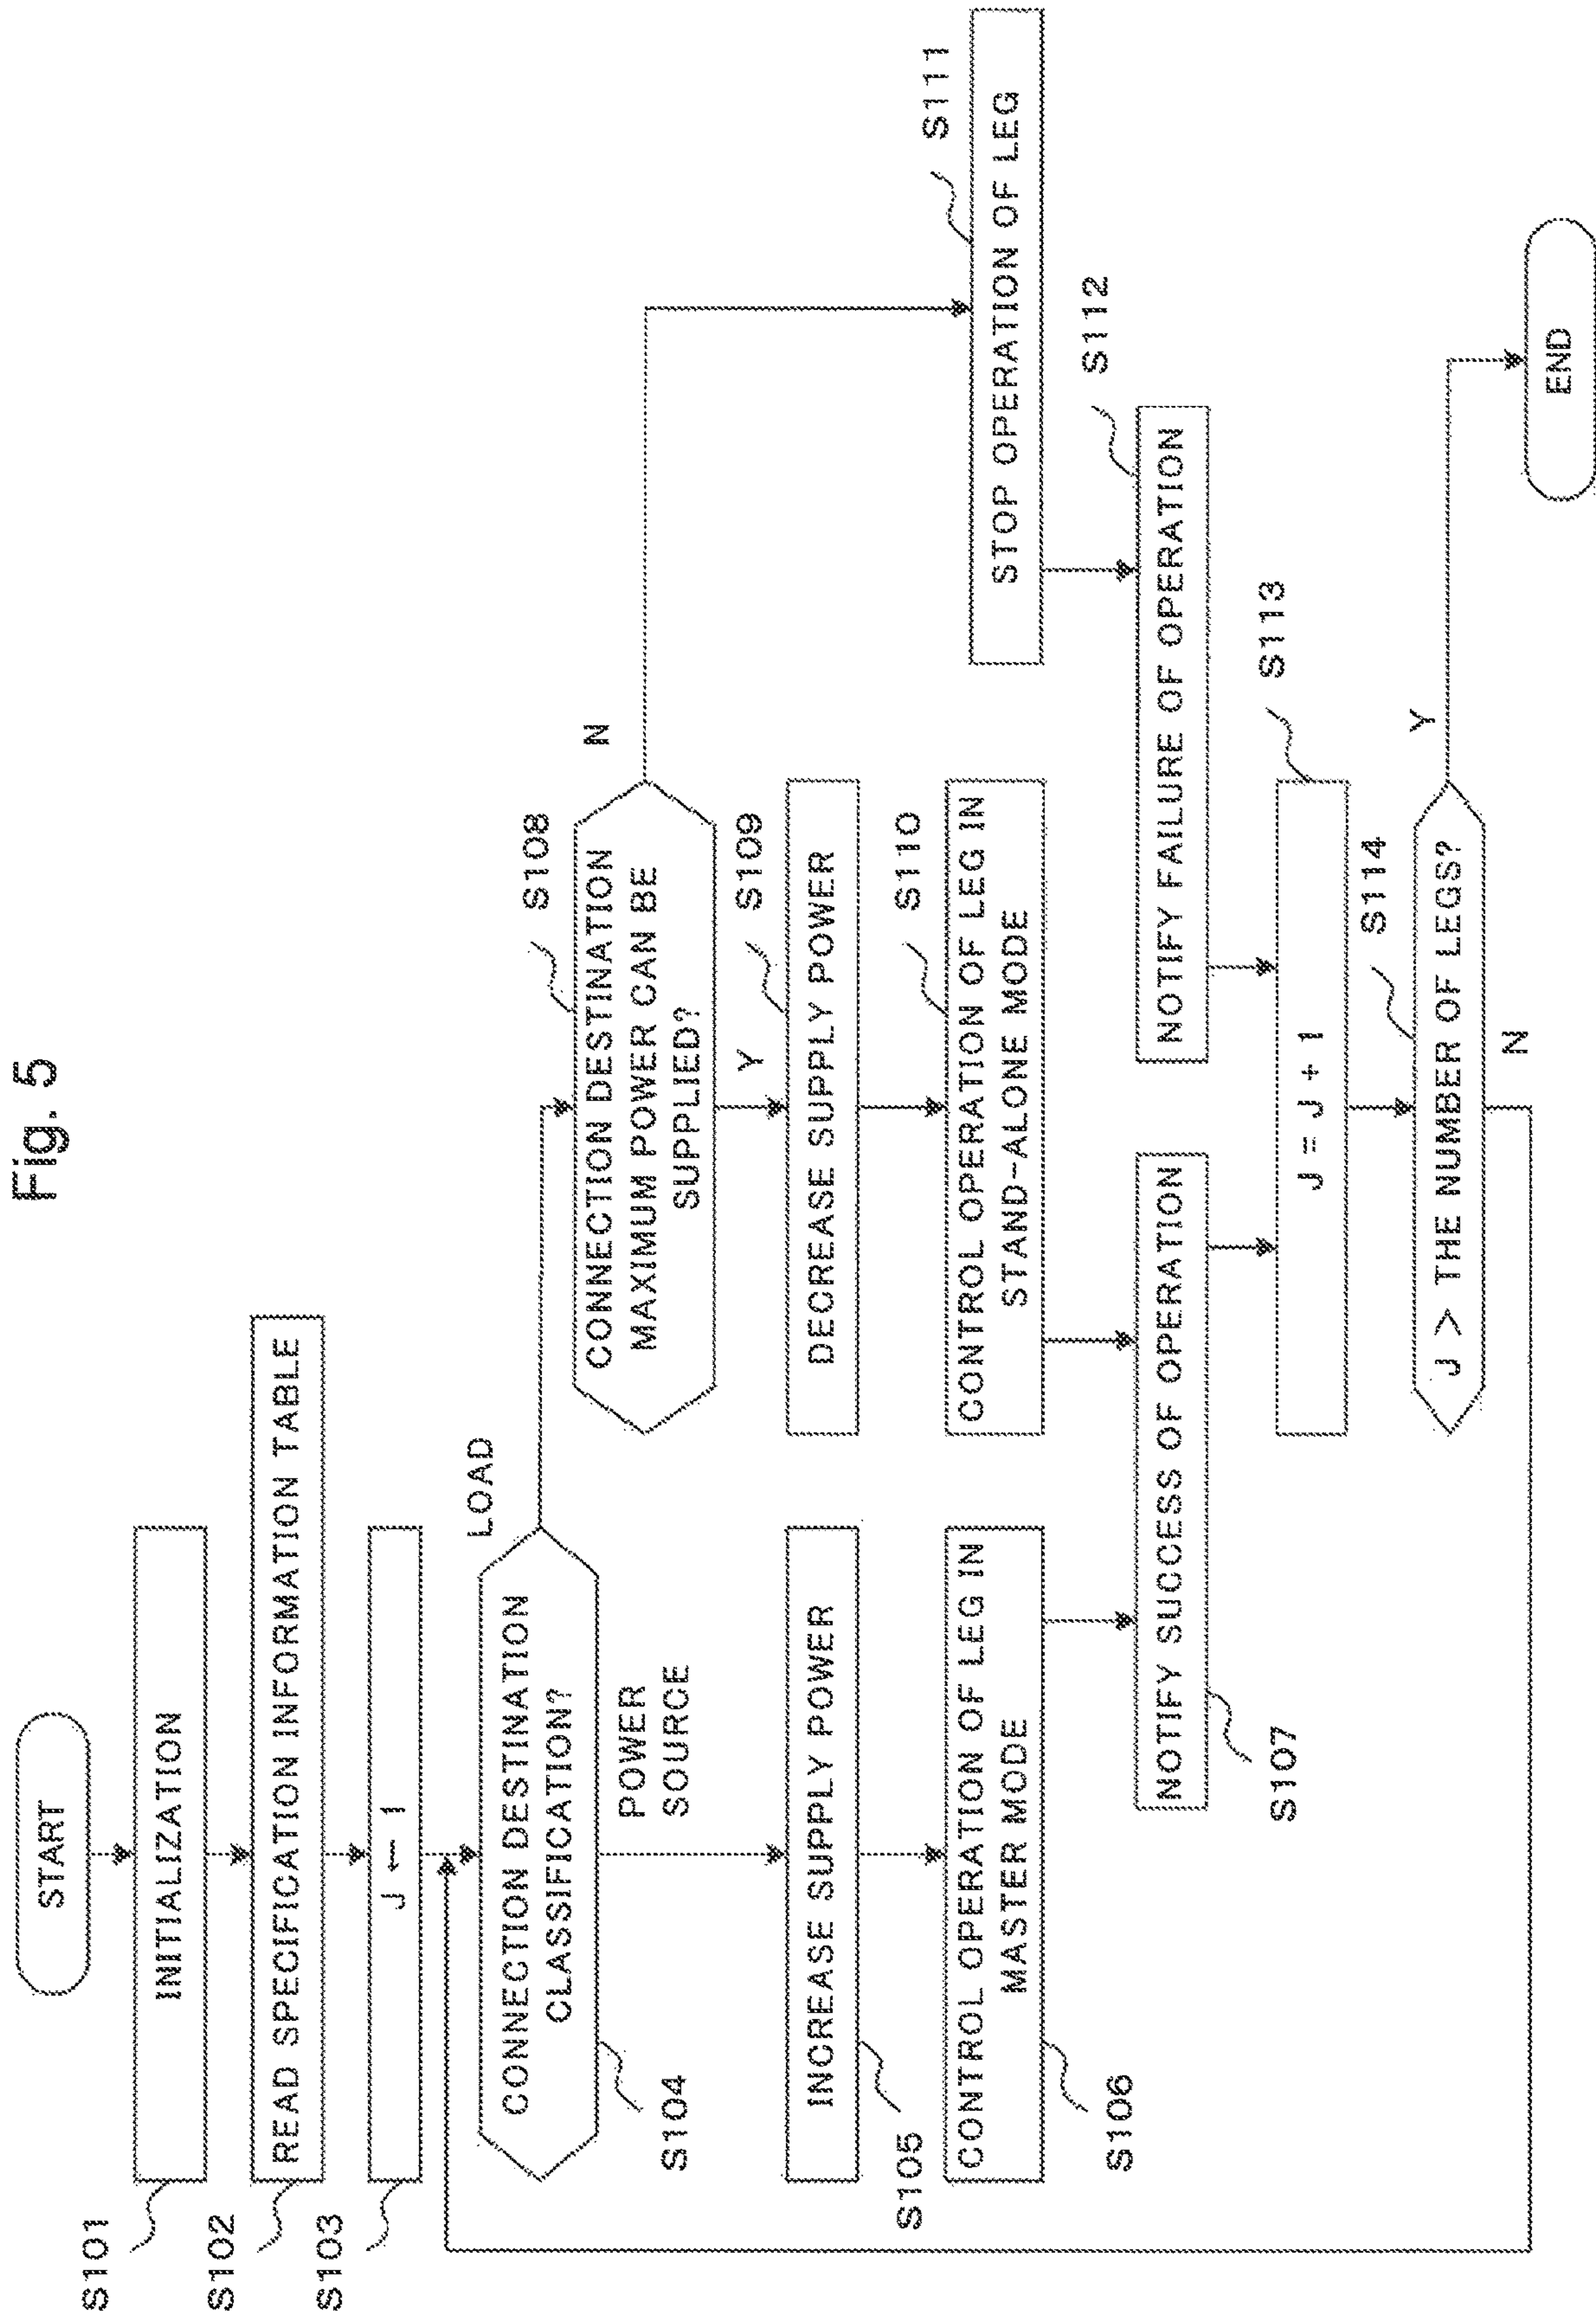 Fig. 5
START
S101
INITIALIZATION
S102
READ SPECIFICATION INFORMATION TABLE
S103
J ← 1
LOAD
CONNECTION DESTINATION
CLASSIFICATION?
S104
POWER
SOURCE
INCREASE SUPPLY POWER
S105
CONTROL OPERATION OF LEG IN
MASTER MODE
S106
NOTIFY SUCCESS OF OPERATION
S107
S108
CONNECTION DESTINATION
MAXIMUM POWER CAN BE
SUPPLIED?
N
Y
S109
DECREASE SUPPLY POWER
S110
CONTROL OPERATION OF LEG IN
STAND-ALONE MODE
S111
STOP OPERATION OF LEG
S112
NOTIFY FAILURE OF OPERATION
S113
J = J + 1
S114
J > THE NUMBER OF LEGS?
Y
N
END